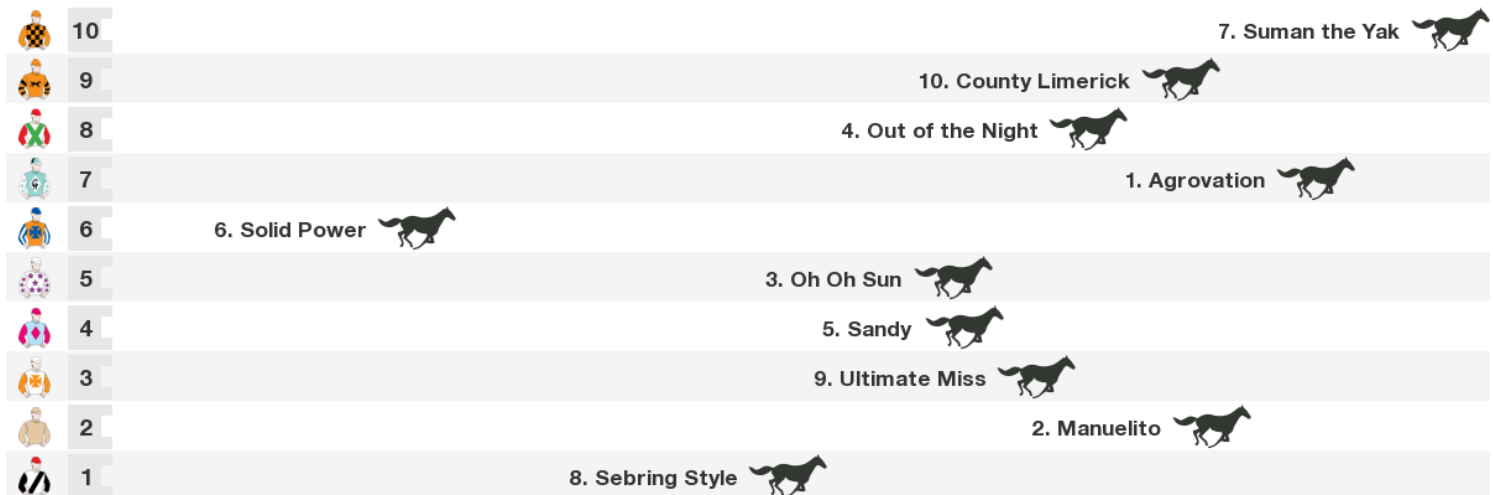 10 7. Suman the Yak
9 10. County Limerick
8 4. Out of the Night
7 1. Agrovation
6 6. Solid Power
5 3. Oh Oh Sun
4 5. Sandy
3 9. Ultimate Miss
2 2. Manuelito
1 8. Sebring Style